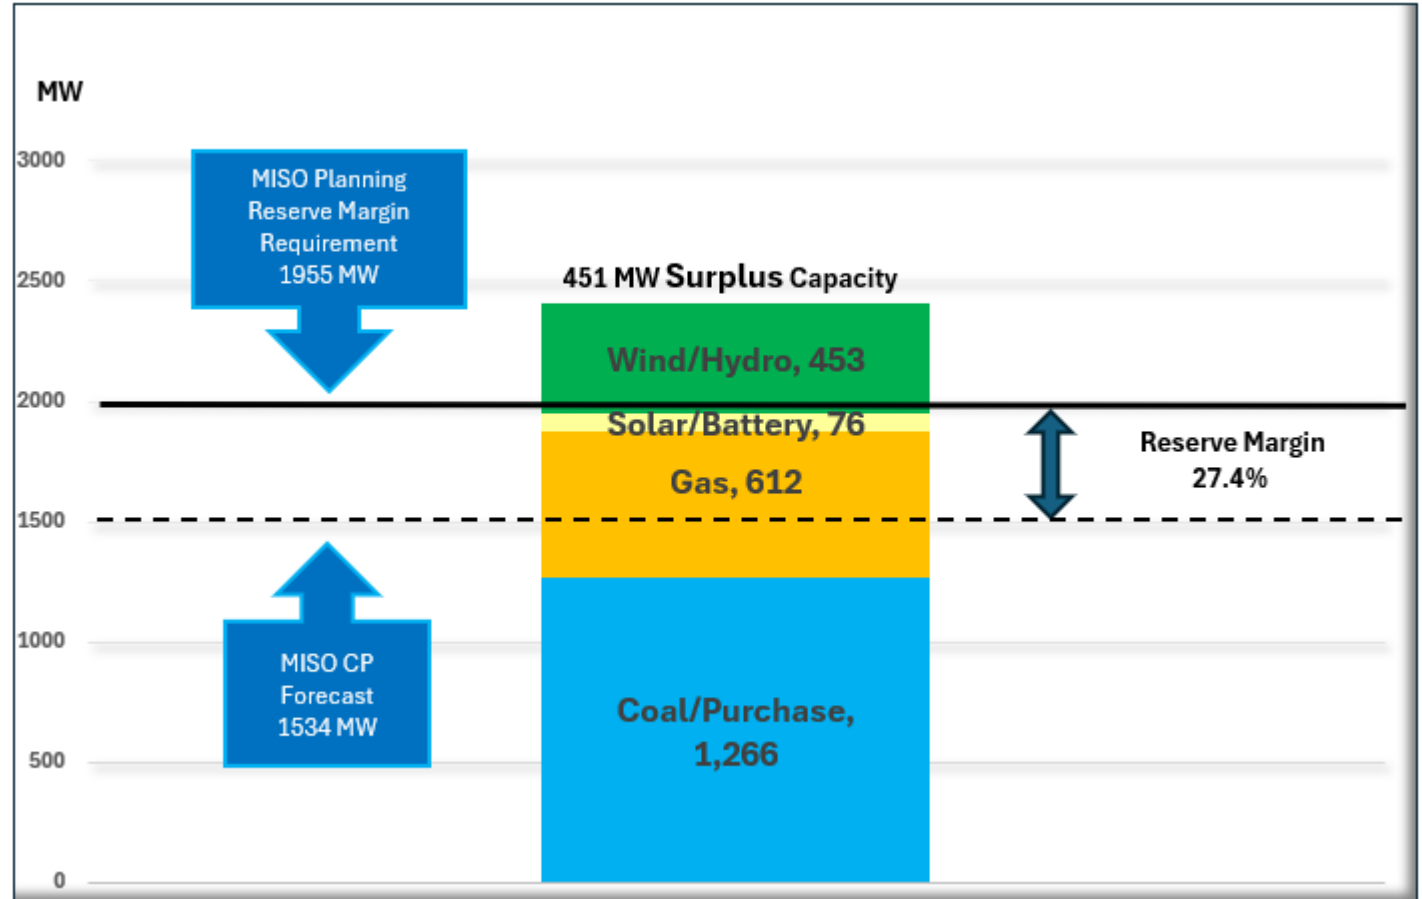 MW
3000
2500
2000
1500
1000
500
0
MISO Planning
Reserve Margin
Requirement
1955 MW
MISO CP
Forecast
1534 MW
451 MW Surplus Capacity
Wind/Hydro, 453
Solar/Battery, 76
Gas, 612
Coal/Purchase,
1,266
Reserve Margin
27.4%